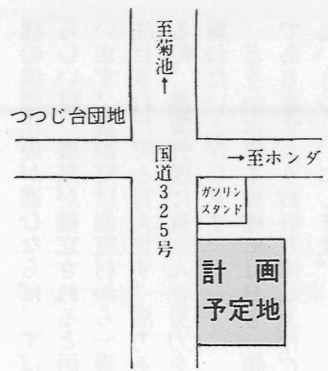 至菊池↑
つつじ台団地
国道325号
→至ホンダ
ガソリン
スタンド
計画
予定地